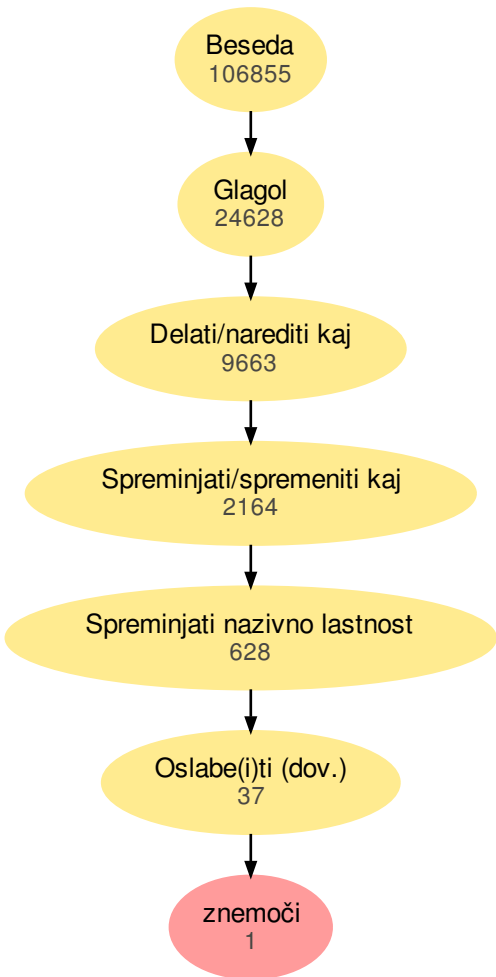 Beseda
106855
Glagol
24628
Delati/narediti kaj
9663
Spreminjati/spremeniti kaj
2164
Spreminjati nazivno lastnost
628
Oslabe(i)ti (dov.)
37
znemoči
1